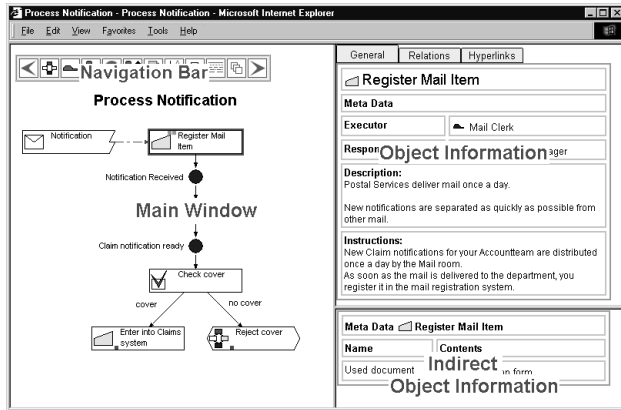 Process Notification - Process Notification - Microsoft Internet Explorer
File Edit View Favorites Tools Help
Navigation Bar
Process Notification
Notification
Register Mail
Item
Notification Received
Main Window
Claim notification ready
Check cover
cover
no cover
Enter into Claims
system
Reject cover
General Relations Hyperlinks
Register Mail Item
Meta Data
Executor Mail Clerk
Object Information
Description:
Postal Services deliver mail once a day.
New notifications are separated as quickly as possible from
other mail.
Instructions:
New Claim notifications for your Accountteam are distributed
once a day by the Mail room.
As soon as the mail is delivered to the department, you
register it in the mail registration system.
Meta Data Register Mail Item
Name Contents
Used document form
Indirect
Object Information